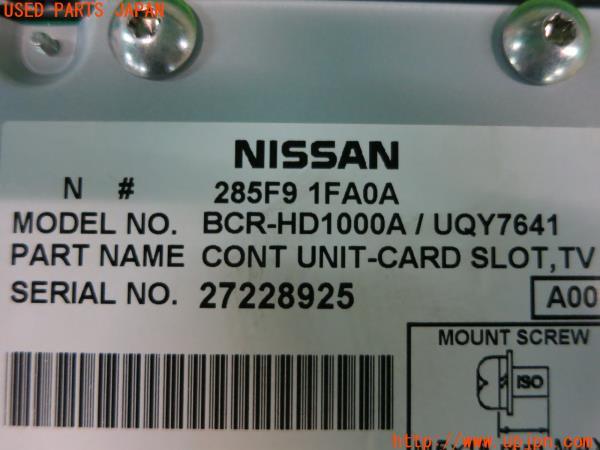 USED PARTS JAPAN
NISSAN
N # 285F9 1FA0A
MODEL NO. BCR-HD1000A / UQY7641
PART NAME CONT UNIT-CARD SLOT,TV
SERIAL NO. 27228925
A00
MOUNT SCREW
ISO
http://www.upjpn.com